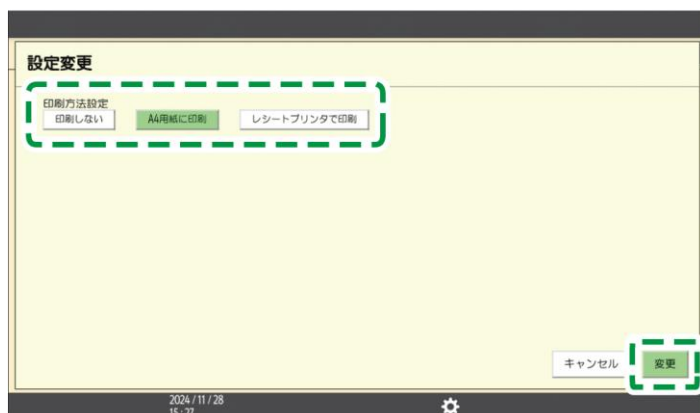 設定変更
印刷方法設定
印刷しない
A4用紙に印刷
レシートプリンタで印刷
キャンセル
変更
2024 / 11 / 28
15 : 27